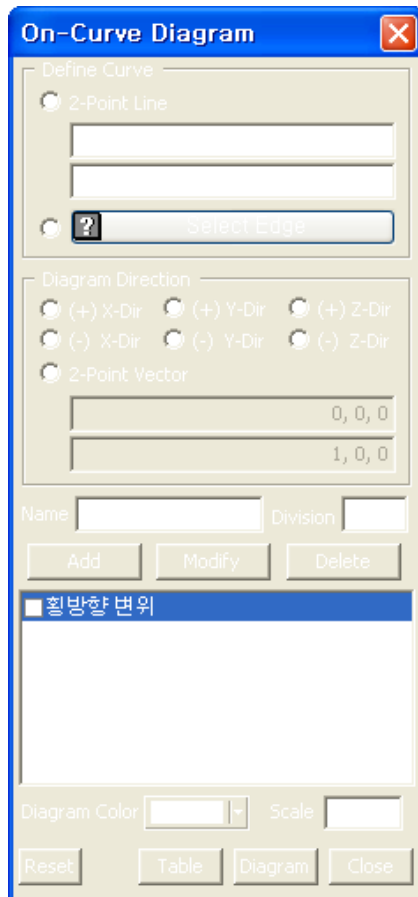 On-Curve Diagram
Define Curve
2-Point Line
? Select Edge
Diagram Direction
(+) X-Dir (+) Y-Dir (+) Z-Dir
(-) X-Dir (-) Y-Dir (-) Z-Dir
2-Point Vector
0, 0, 0
1, 0, 0
Name Division
Add Modify Delete
횡방향 변위
Diagram Color Scale
Reset Table Diagram Close